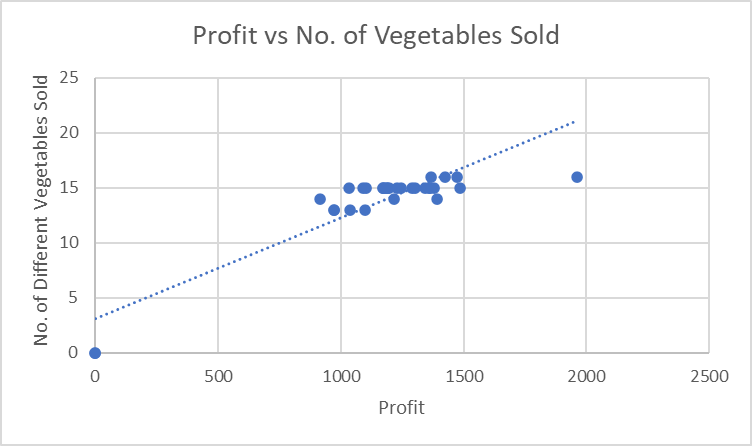 Profit vs No. of Vegetables Sold
No. of Different Vegetables Sold
25
20
15
10
5
0
0 500 1000 1500 2000 2500
Profit